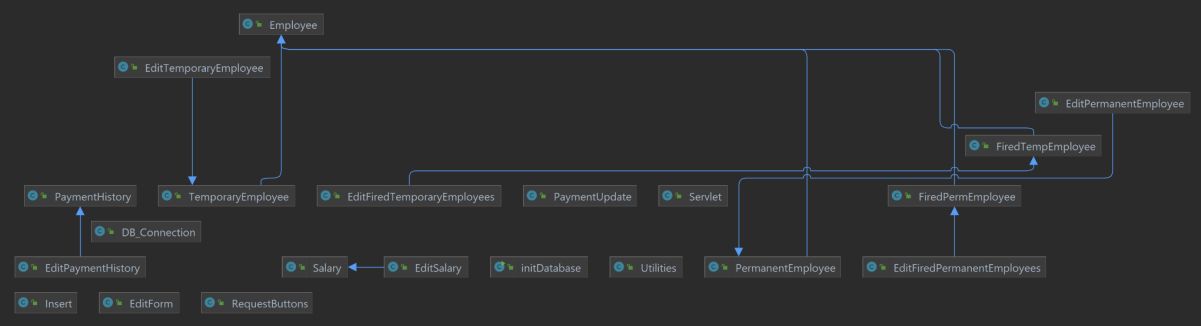 Employee
EditTemporaryEmployee
EditPermanentEmployee
FiredTempEmployee
PaymentHistory
TemporaryEmployee
EditFiredTemporaryEmployees
PaymentUpdate
Servlet
FiredPermEmployee
DB_Connection
EditPaymentHistory
Salary
EditSalary
initDatabase
Utilities
PermanentEmployee
EditFiredPermanentEmployees
Insert
EditForm
RequestButtons